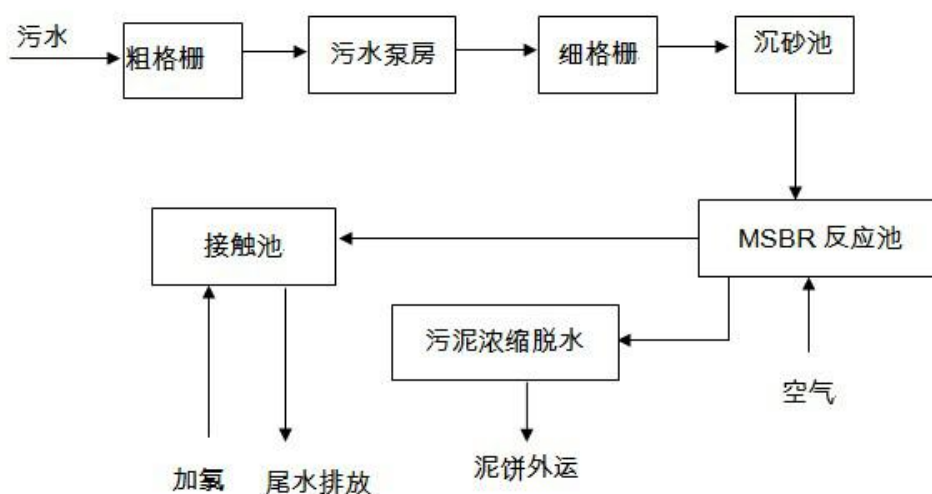 污水
粗格栅
污水泵房
细格栅
沉砂池
接触池
MSBR 反应池
污泥浓缩脱水
空气
加氯
尾水排放
泥饼外运